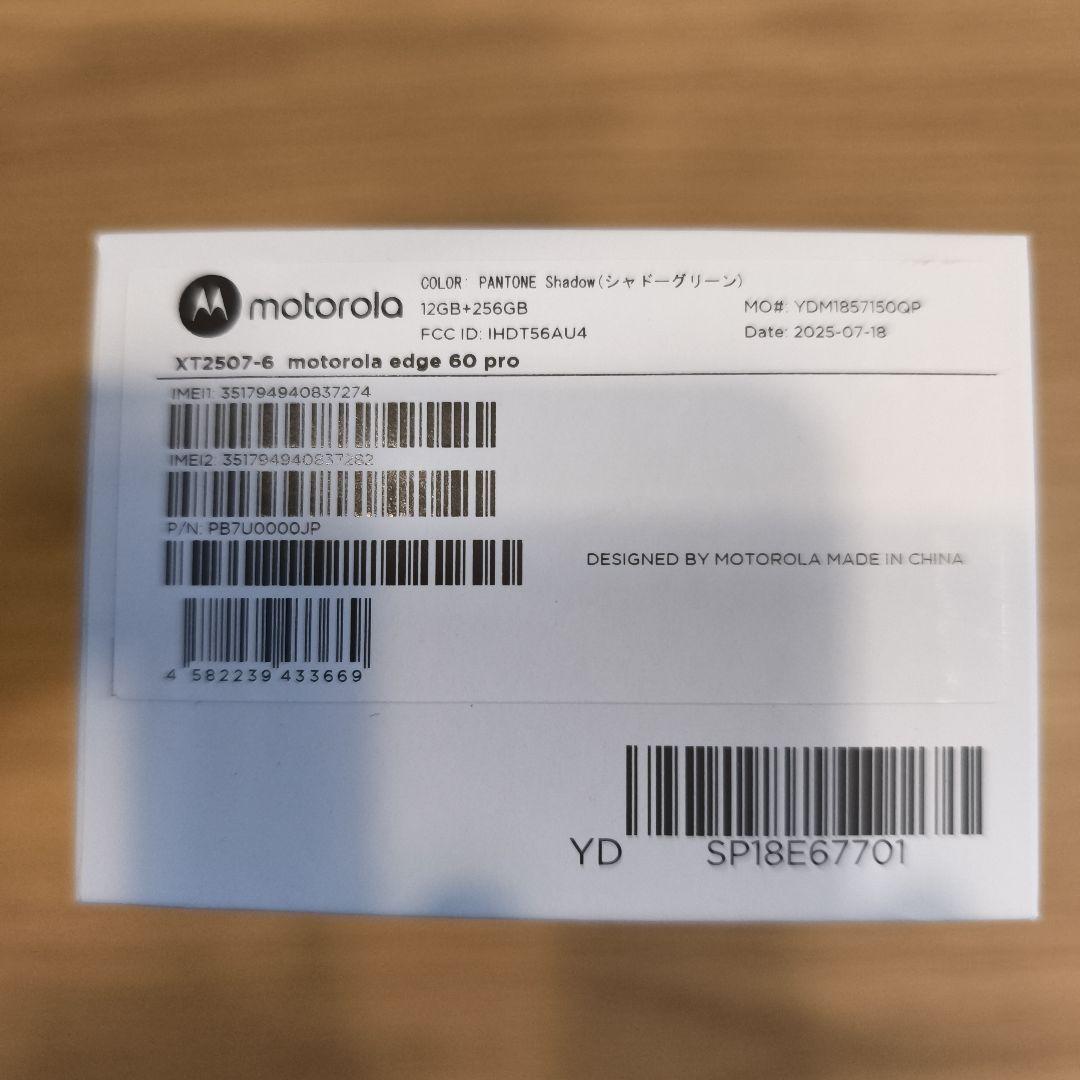 motorola
COLOR: PANTONE Shadow(シャドーグリーン)
12GB+256GB
FCC ID: IHDT56AU4
MO#: YDM1857150QP
Date: 2025-07-18
XT2507-6 motorola edge 60 pro
IMEI1: 351794940837274
IMEI2: 351794940837282
P/N: PB7U0000JP
DESIGNED BY MOTOROLA MADE IN CHINA
4 582239 433669
YD SP18E67701